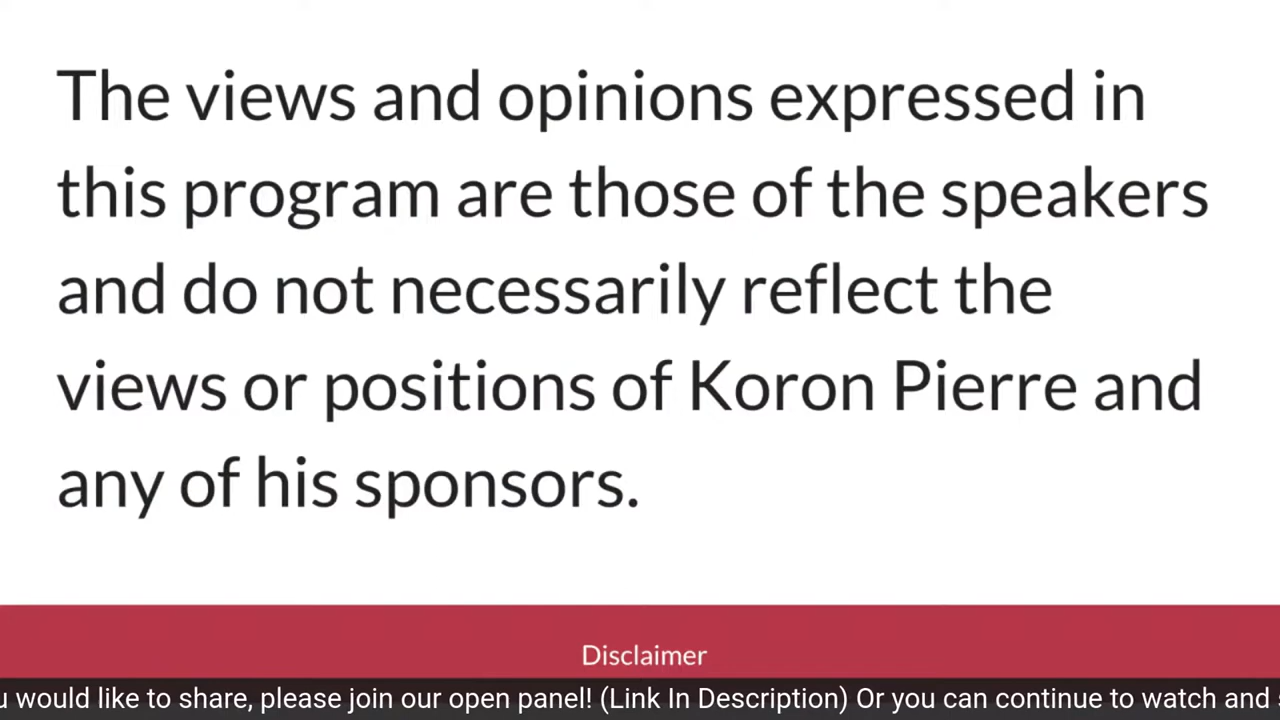 The views and opinions expressed in
this program are those of the speakers
and do not necessarily reflect the
views or positions of Koron Pierre and
any of his sponsors.
Disclaimer
would like to share, please join our open panel! (Link In Description) Or you can continue to watch and